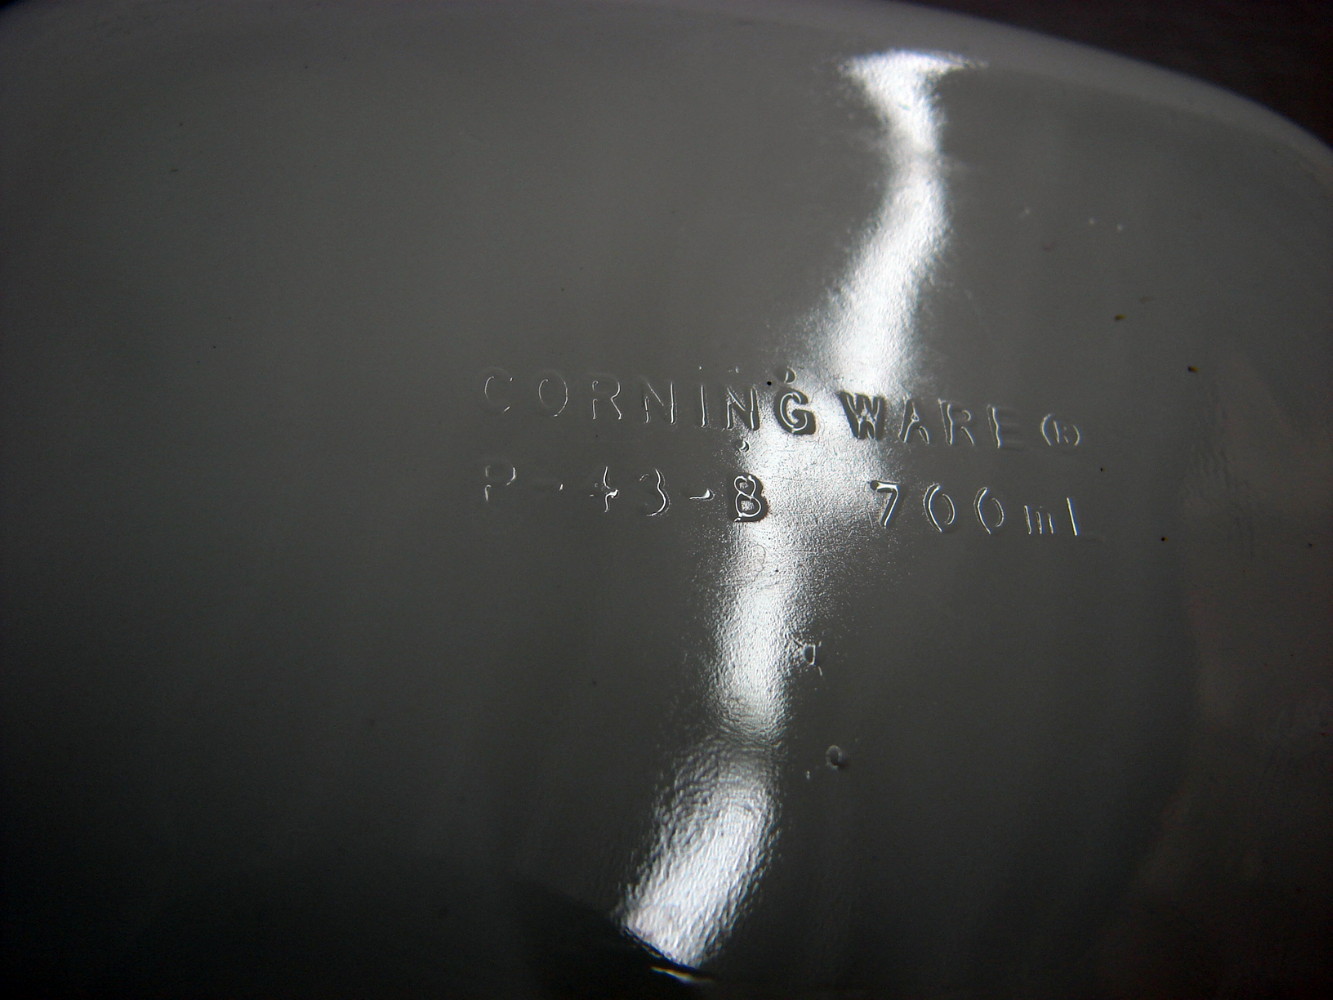 CORNING WARE®
P-43-B 700mL